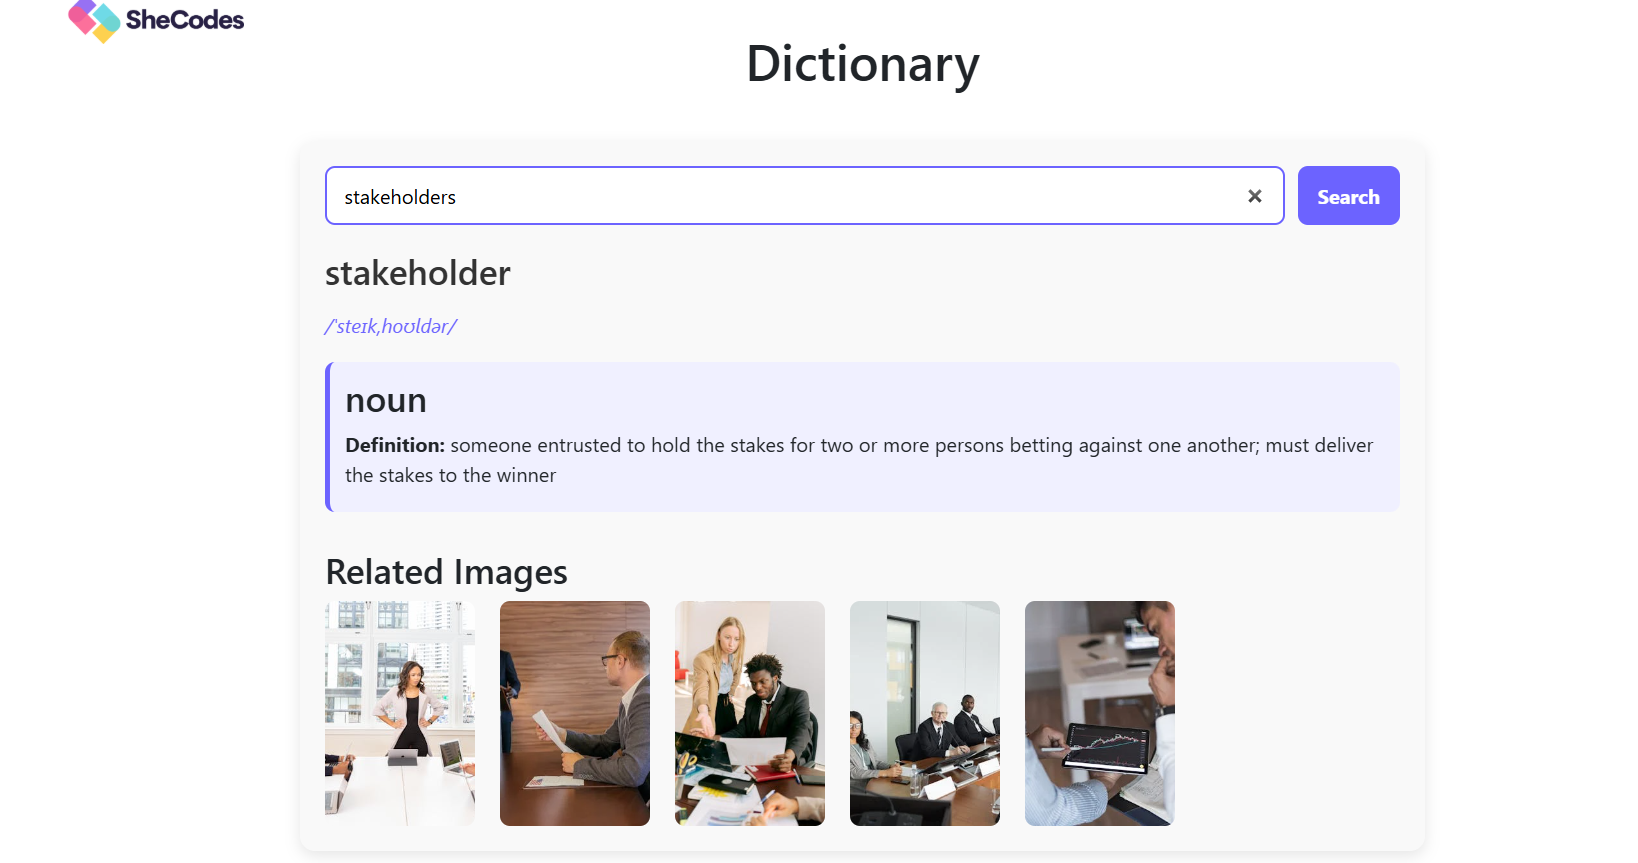 SheCodes
Dictionary
stakeholders ×
Search
stakeholder
/ˈsteɪkˌhoʊldər/
noun
Definition: someone entrusted to hold the stakes for two or more persons betting against one another; must deliver
the stakes to the winner
Related Images